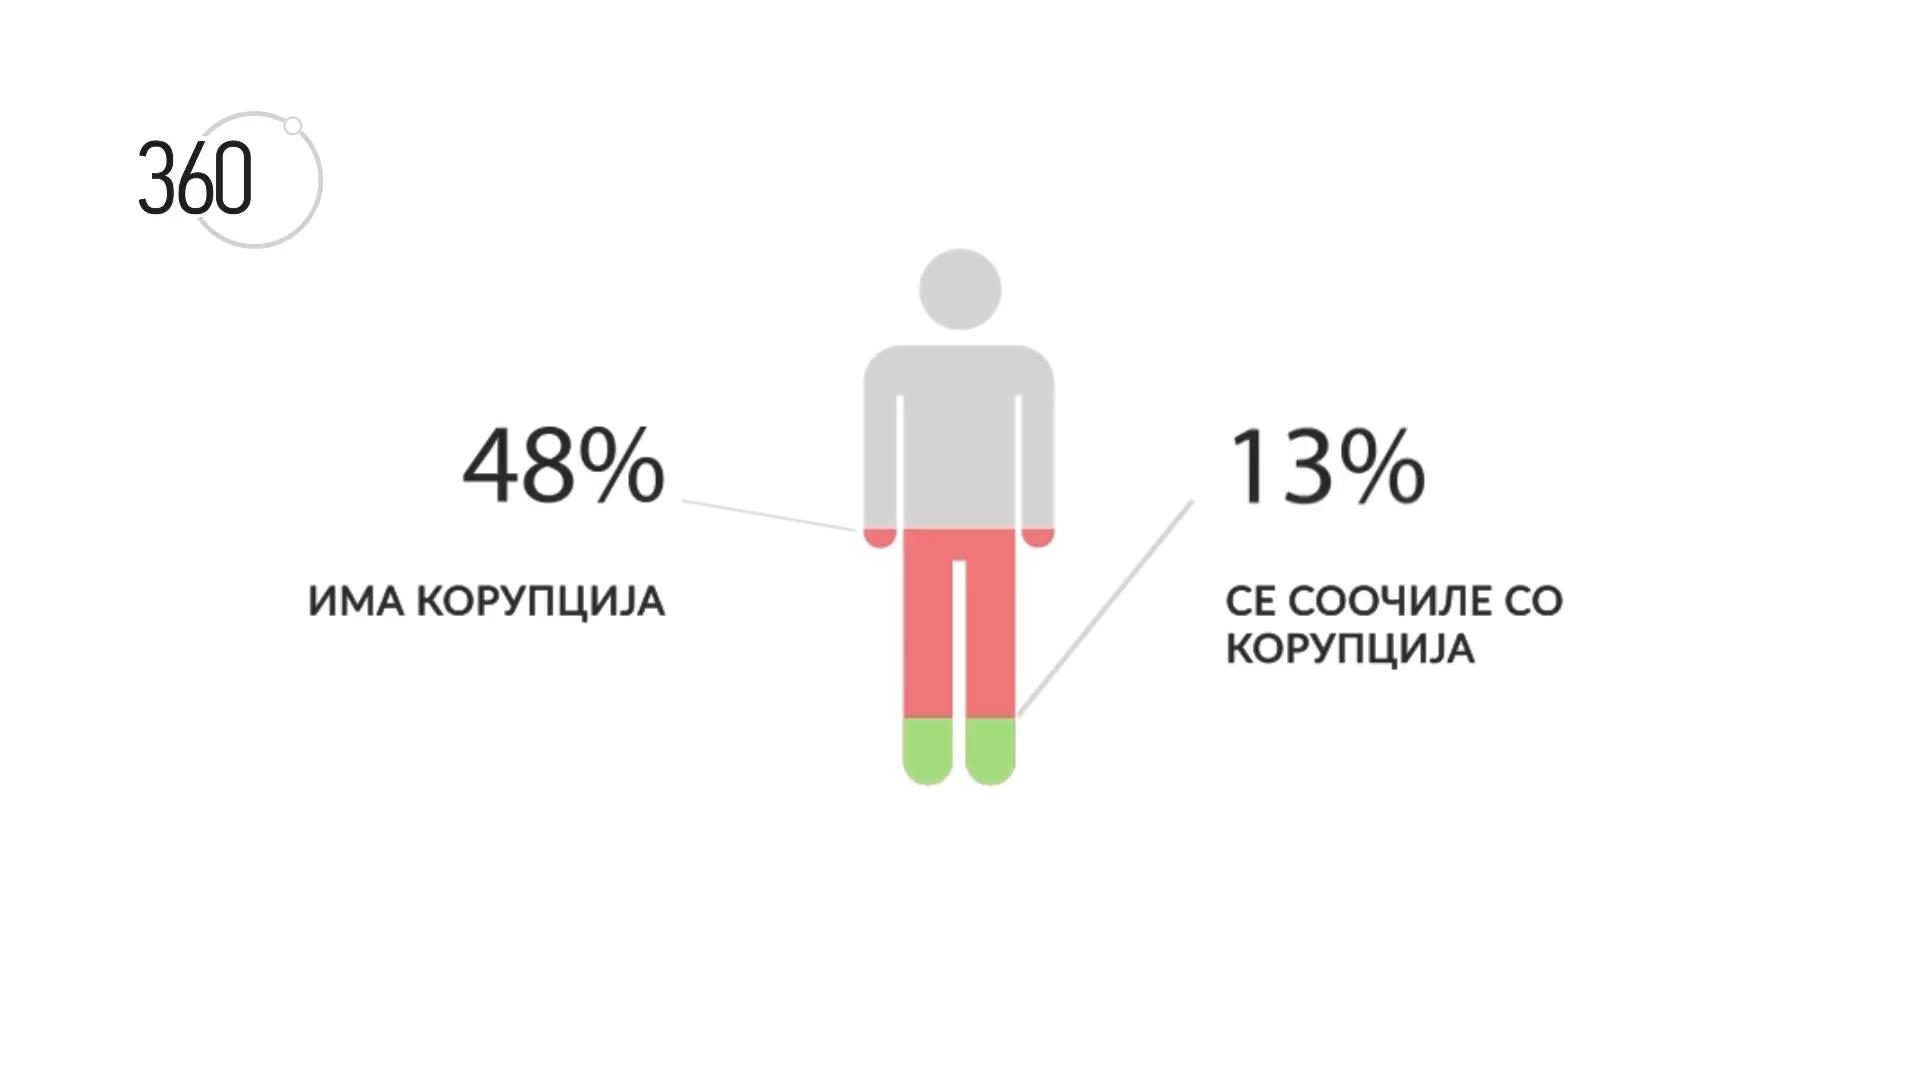 360
48%
ИМА КОРУПЦИЈА
13%
СЕ СООЧИЛЕ СО
КОРУПЦИЈА